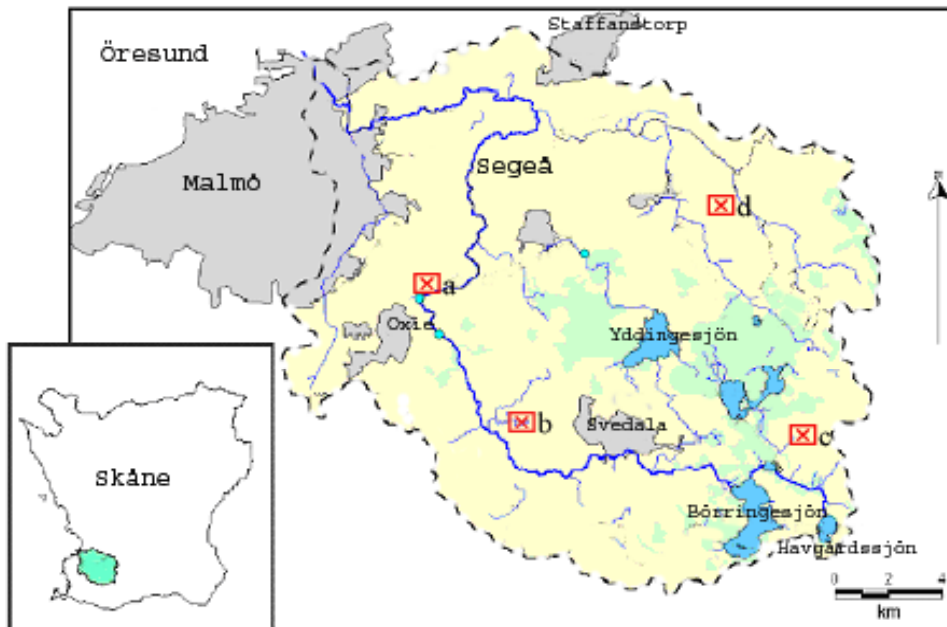 Staffanstorp
Öresund
Segeå
Malmö
d
a
Oxie
Yddingesjön
b
Svedala
c
Skåne
Börringesjön
Havgårdssjön
0 2 4
km